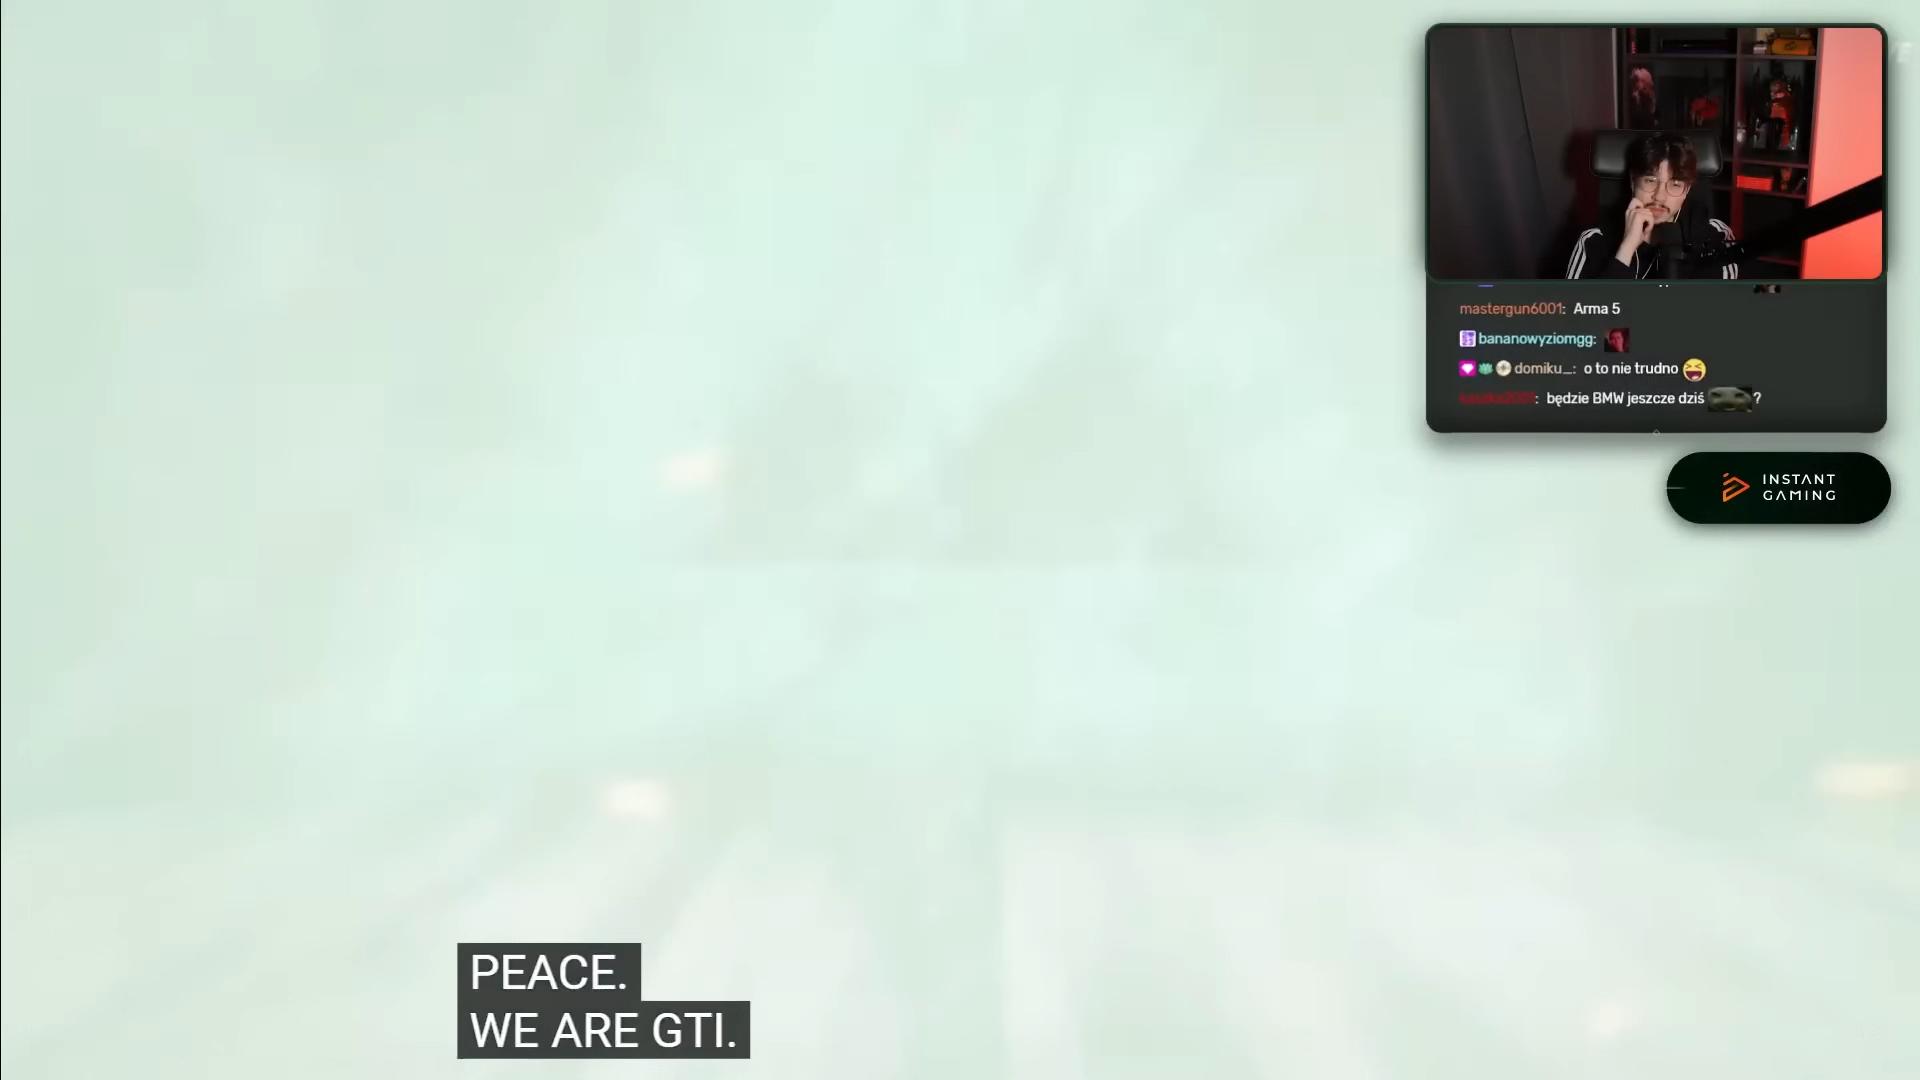 mastergun6001: Arma 5
bananowyziomgg:
domiku_: o to nie trudno
będzie BMW jeszcze dziś ?
INSTANT
GAMING
PEACE.
WE ARE GTI.